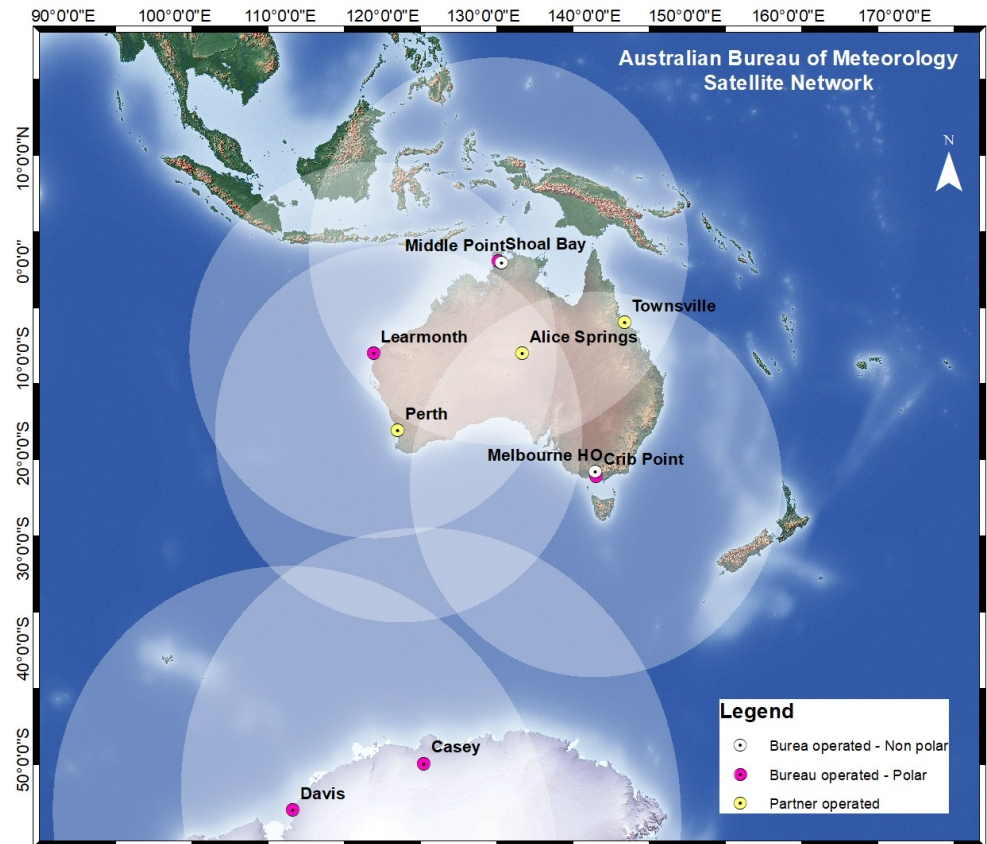 90°0'0"E 100°0'0"E 110°0'0"E 120°0'0"E 130°0'0"E 140°0'0"E 150°0'0"E 160°0'0"E 170°0'0"E
Australian Bureau of Meteorology
Satellite Network
N
10°0'0"N
0°0'0"
10°0'0"S
20°0'0"S
30°0'0"S
40°0'0"S
50°0'0"S
Middle Point Shoal Bay
Townsville
Learmonth
Alice Springs
Perth
Melbourne HO Crib Point
Casey
Davis
Legend
Burea operated - Non polar
Bureau operated - Polar
Partner operated